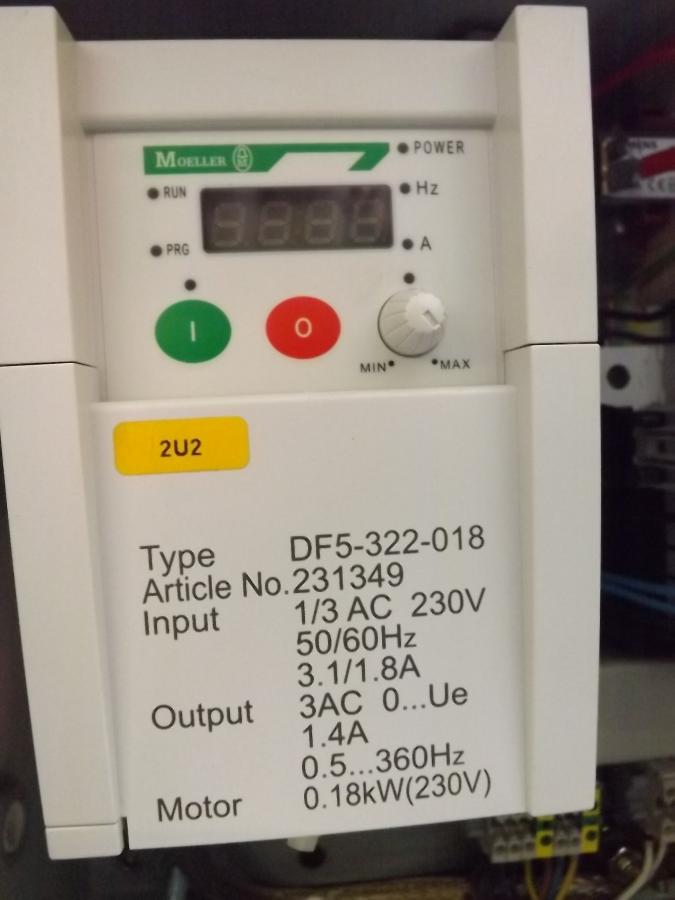 MOELLER
POWER
RUN
Hz
PRG
A
I
O
MIN
MAX
2U2
Type DF5-322-018
Article No. 231349
Input 1/3 AC 230V
50/60Hz
3.1/1.8A
Output 3AC 0...Ue
1.4A
0.5...360Hz
Motor 0.18kW(230V)